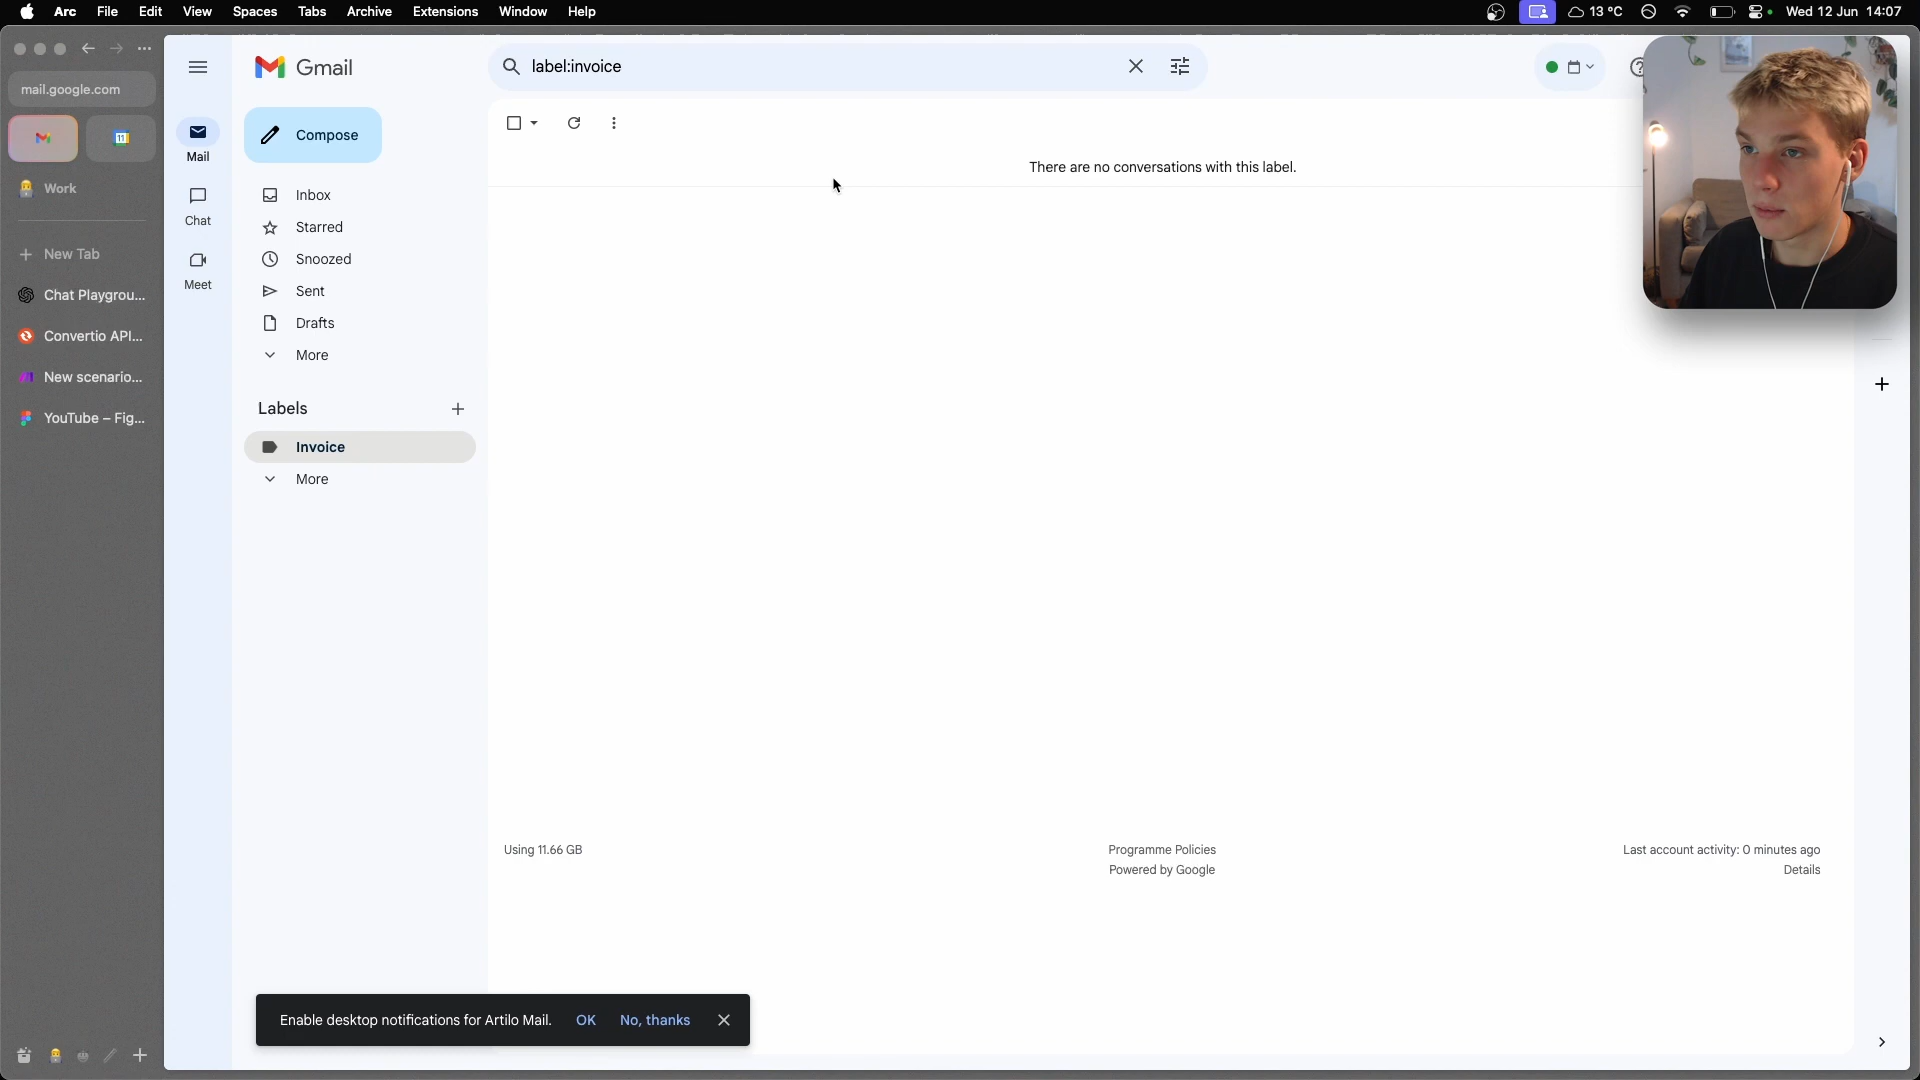 Arc File Edit View Spaces Tabs Archive Extensions Window Help
13 °C
Wed 12 Jun 14:07
mail.google.com
Work
New Tab
Chat Playgrou...
Convertio API...
New scenario...
YouTube – Fig...
Mail
Chat
Meet
Gmail
Compose
Inbox
Starred
Snoozed
Sent
Drafts
More
Labels
Invoice
More
label:invoice
There are no conversations with this label.
Using 11.66 GB
Programme Policies
Powered by Google
Last account activity: 0 minutes ago
Details
Enable desktop notifications for Artilo Mail. OK No, thanks